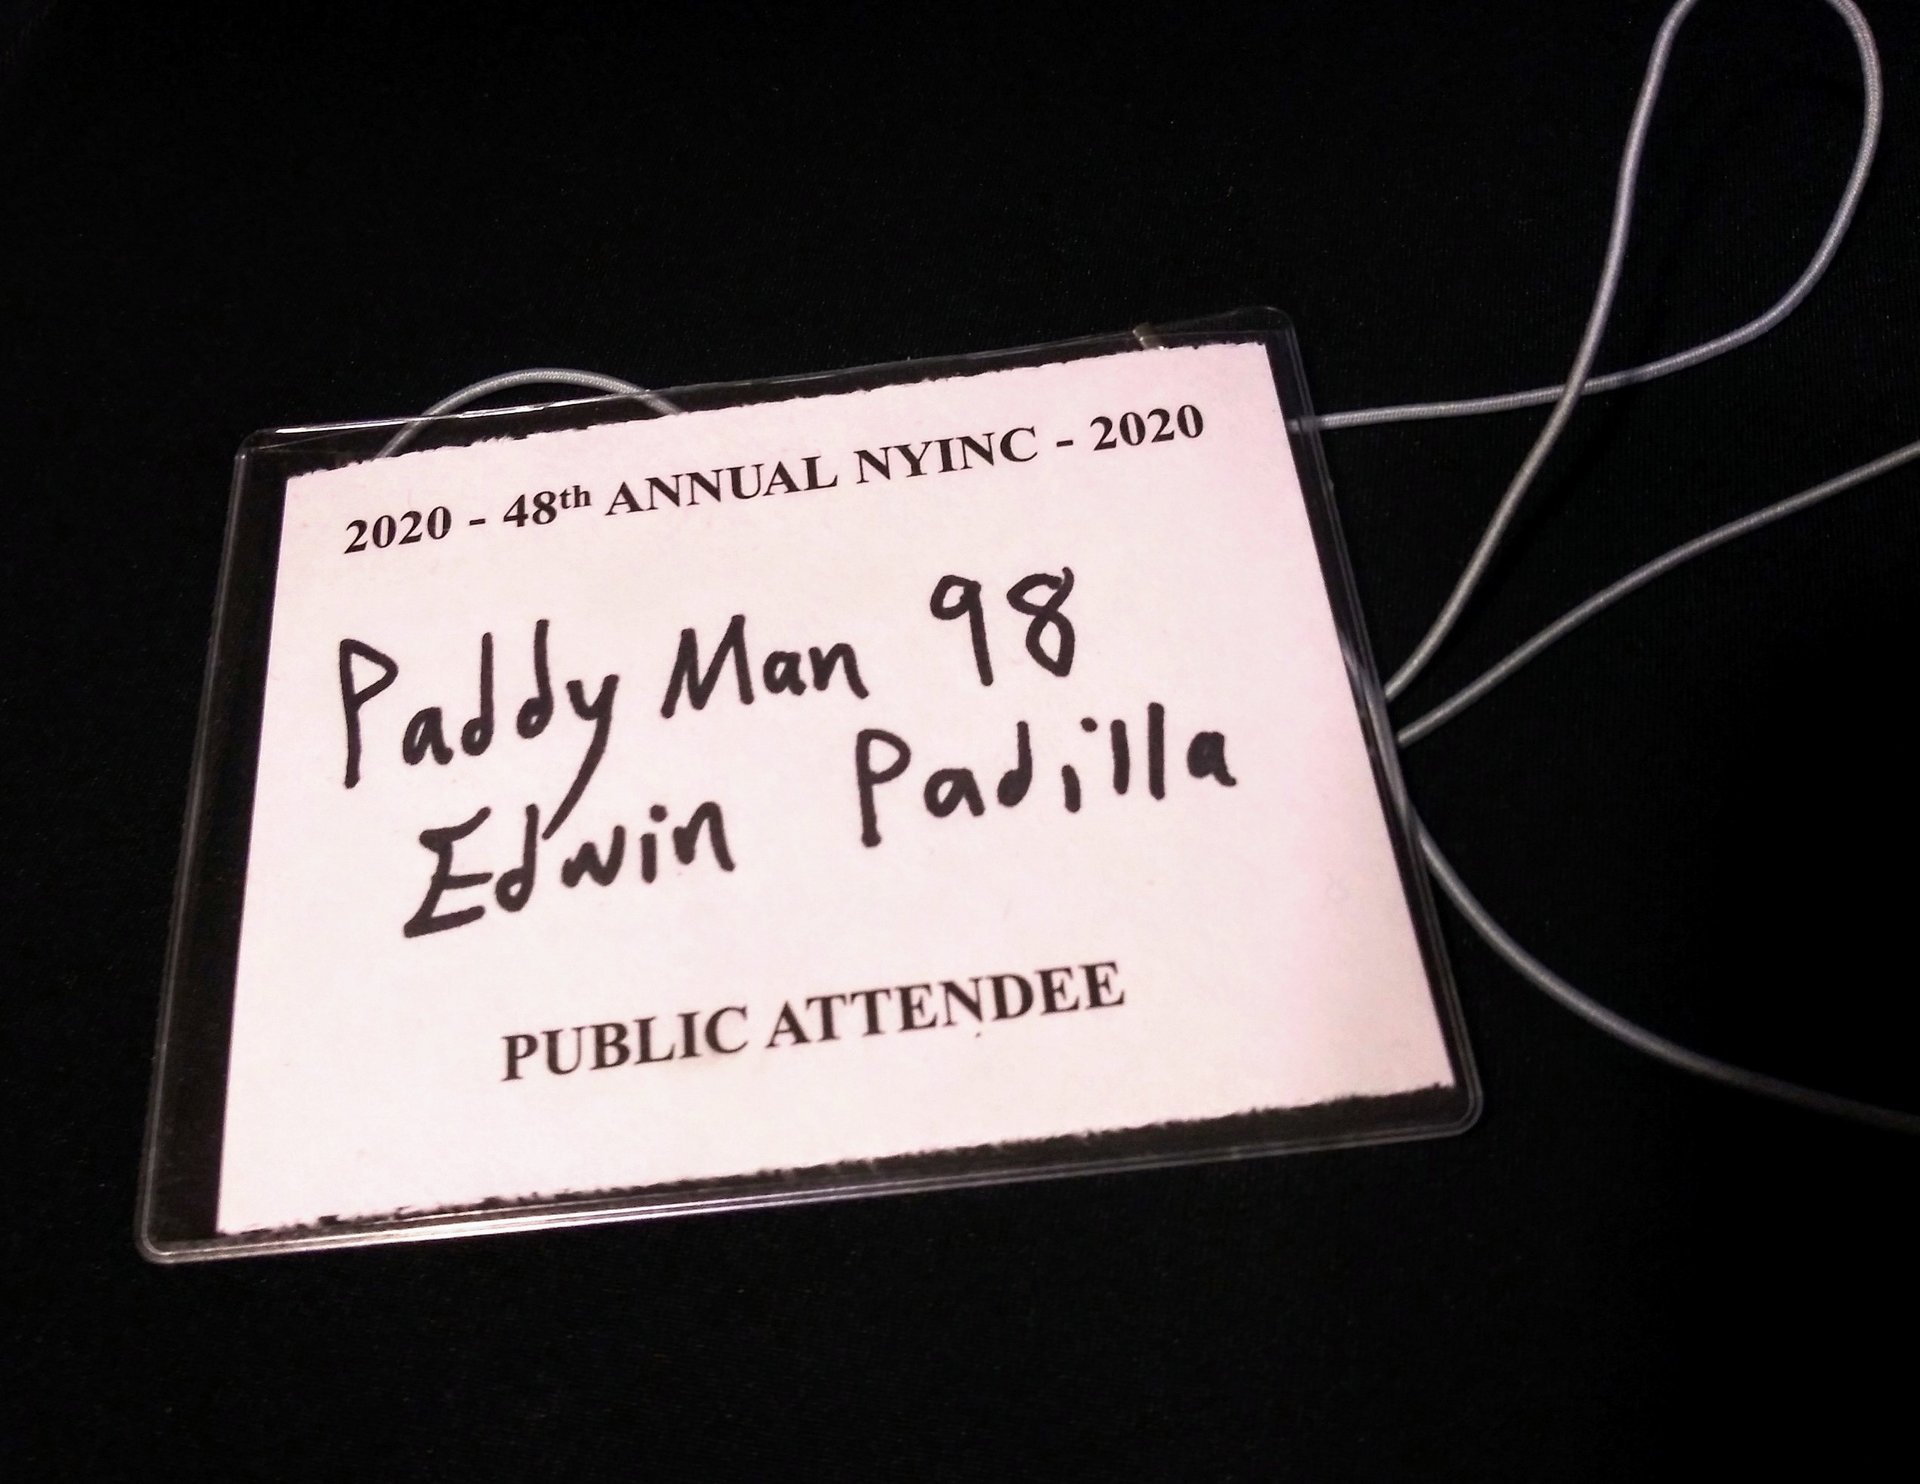 2020 - 48th ANNUAL NYINC - 2020
Paddy Man 98
Edwin Padilla
PUBLIC ATTENDEE